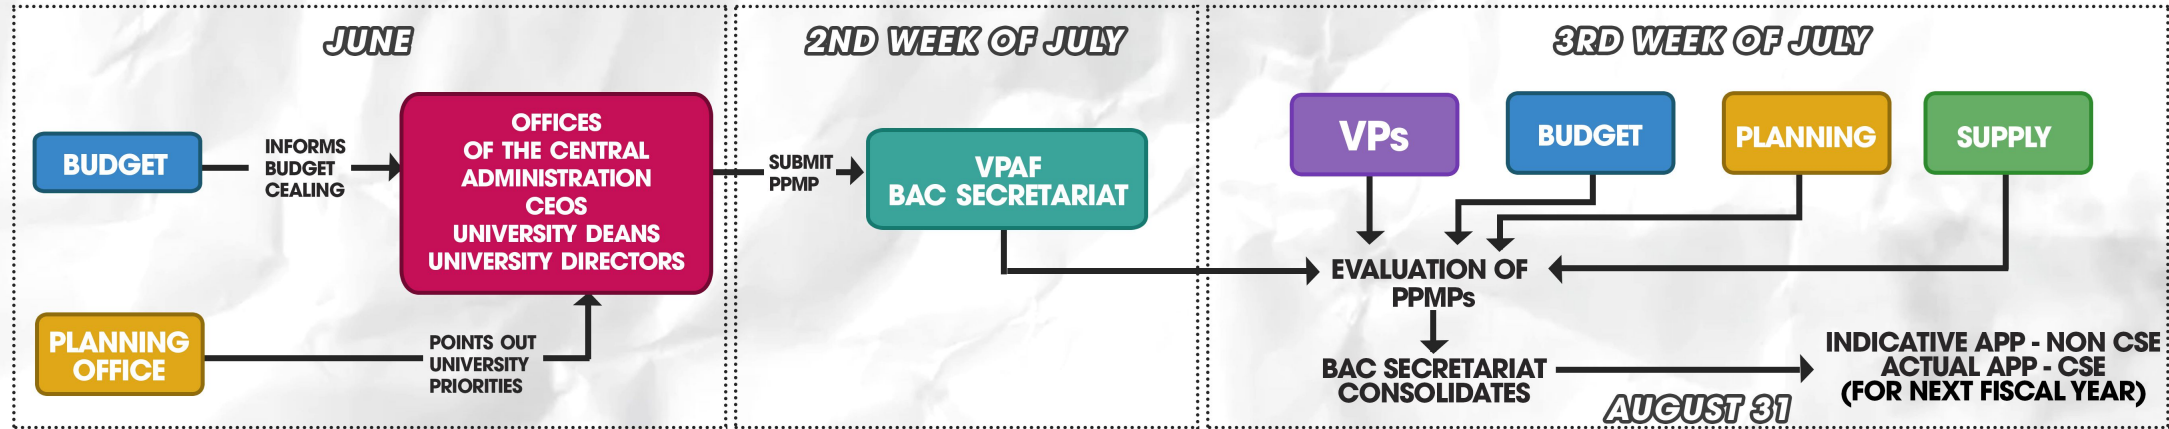 JUNE
BUDGET
INFORMS
BUDGET
CEALING
OFFICES
OF THE CENTRAL
ADMINISTRATION
CEOS
UNIVERSITY DEANS
UNIVERSITY DIRECTORS
PLANNING
OFFICE
POINTS OUT
UNIVERSITY
PRIORITIES
2ND WEEK OF JULY
SUBMIT
PPMP
VPAF
BAC SECRETARIAT
3RD WEEK OF JULY
VPs
BUDGET
PLANNING
SUPPLY
EVALUATION OF
PPMPs
BAC SECRETARIAT
CONSOLIDATES
AUGUST 31
INDICATIVE APP - NON CSE
ACTUAL APP - CSE
(FOR NEXT FISCAL YEAR)